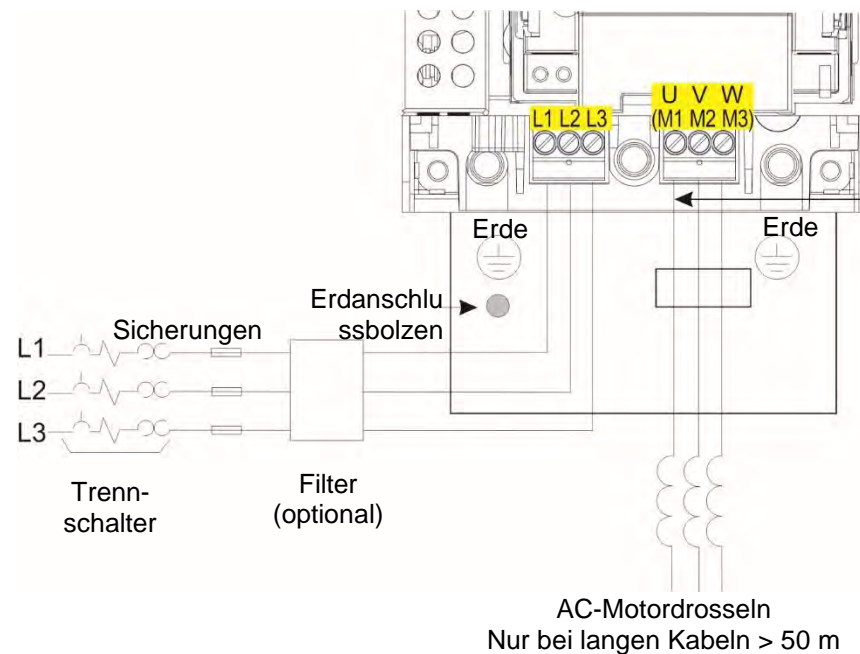 U V W
L1 L2 L3 (M1 M2 M3)
Erde Erde
Erdanschlu
ssbolzen
Sicherungen
L1
L2
L3
Trenn-
schalter
Filter
(optional)
AC-Motordrosseln
Nur bei langen Kabeln > 50 m